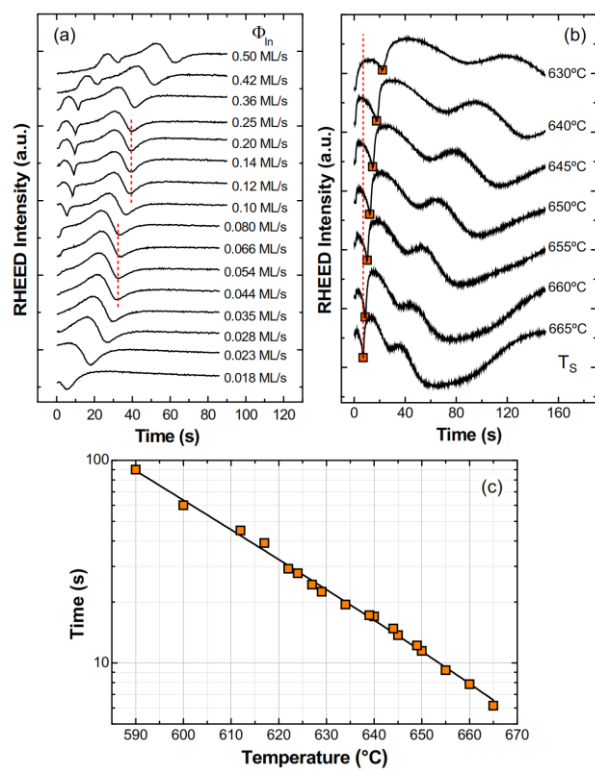 (a)
Φ_In
0.50 ML/s
0.42 ML/s
0.36 ML/s
0.25 ML/s
0.20 ML/s
0.14 ML/s
0.12 ML/s
0.10 ML/s
0.080 ML/s
0.066 ML/s
0.054 ML/s
0.044 ML/s
0.035 ML/s
0.028 ML/s
0.023 ML/s
0.018 ML/s
RHEED Intensity (a.u.)
0 20 40 60 80 100 120
Time (s)
(b)
630ºC
640ºC
645ºC
650ºC
655ºC
660ºC
665ºC
T_S
RHEED Intensity (a.u.)
0 40 80 120 160
Time (s)
(c)
100
10
Time (s)
590 600 610 620 630 640 650 660 670
Temperature (°C)